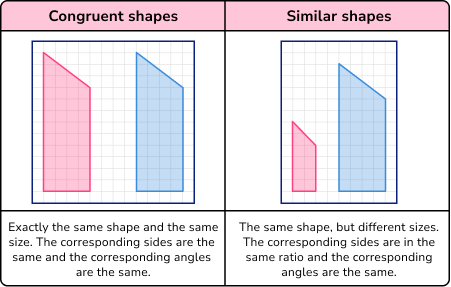 Congruent shapes
Similar shapes
Exactly the same shape and the same
size. The corresponding sides are the
same and the corresponding angles
are the same.
The same shape, but different sizes.
The corresponding sides are in the
same ratio and the corresponding
angles are the same.